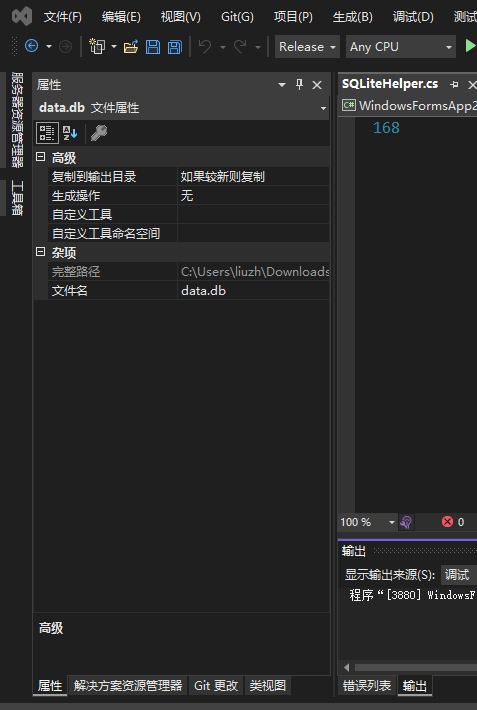 文件(F) 编辑(E) 视图(V) Git(G) 项目(P) 生成(B) 调试(D) 测试
Release Any CPU
服务器资源管理器
工具箱
属性
data.db 文件属性
高级
复制到输出目录 如果较新则复制
生成操作 无
自定义工具
自定义工具命名空间
杂项
完整路径 C:\Users\liuzh\Downloads
文件名 data.db
高级
属性 解决方案资源管理器 Git 更改 类视图
SQLiteHelper.cs
C# WindowsFormsApp2
168
100 % 0
输出
显示输出来源(S): 调试
程序“[3880] WindowsF
错误列表 输出